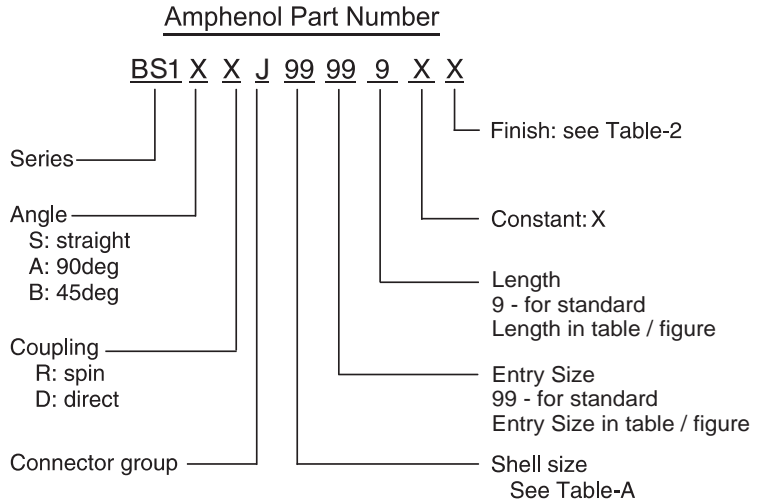 Amphenol Part Number
BS1 X X J 99 99 9 X X
Finish: see Table-2
Series
Angle
S: straight
A: 90deg
B: 45deg
Constant: X
Length
9 - for standard
Length in table / figure
Coupling
R: spin
D: direct
Entry Size
99 - for standard
Entry Size in table / figure
Connector group
Shell size
See Table-A